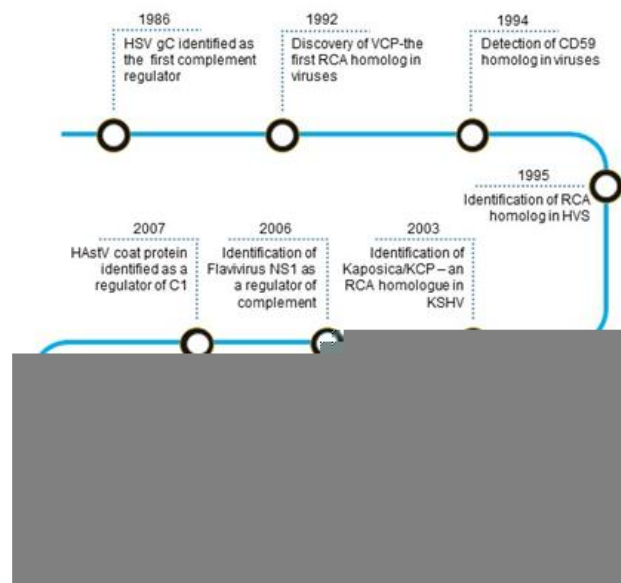 1986
HSV gC identified as
the first complement
regulator
1992
Discovery of VCP-the
first RCA homolog in
viruses
1994
Detection of CD59
homolog in viruses
1995
Identification of RCA
homolog in HVS
2003
Identification of
Kaposica/KCP – an
RCA homologue in
KSHV
2006
Identification of
Flavivirus NS1 as
a regulator of
complement
2007
HAstV coat protein
identified as a
regulator of C1